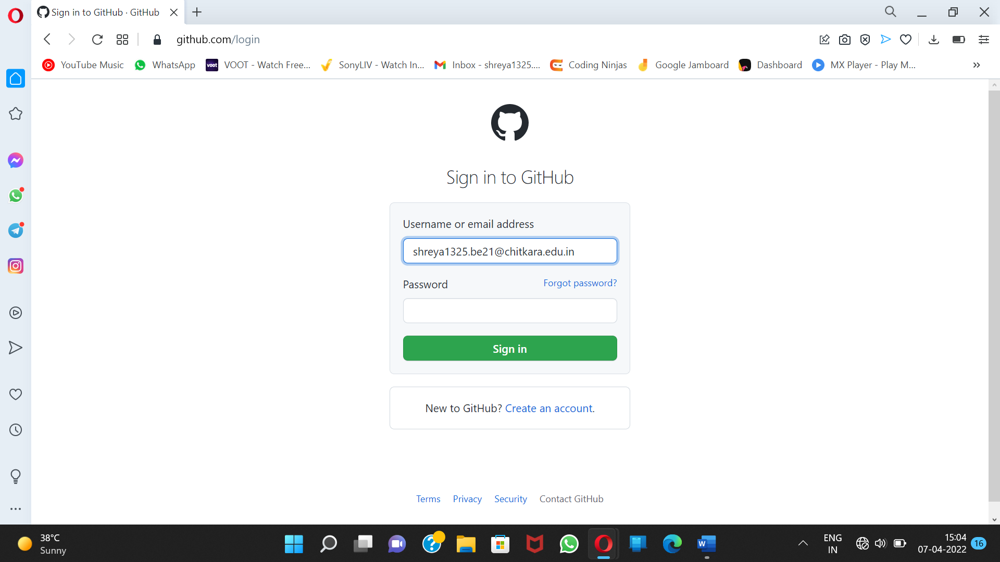 Sign in to GitHub · GitHub
github.com/login
YouTube Music
WhatsApp
voot
VOOT - Watch Free...
SonyLIV - Watch In...
Inbox - shreya1325....
Coding Ninjas
Google Jamboard
Dashboard
MX Player - Play M...
Sign in to GitHub
Username or email address
shreya1325.be21@chitkara.edu.in
Password
Forgot password?
Sign in
New to GitHub? Create an account.
Terms
Privacy
Security
Contact GitHub
38°C
Sunny
ENG
IN
15:04
07-04-2022
16